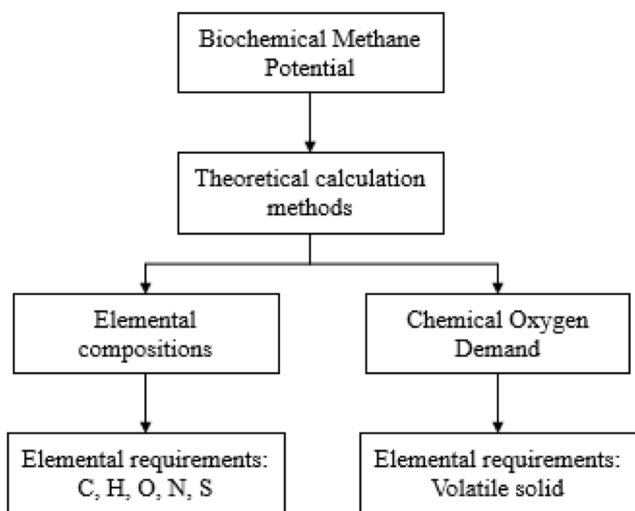 Biochemical Methane
Potential
Theoretical calculation
methods
Elemental
compositions
Chemical Oxygen
Demand
Elemental requirements:
C, H, O, N, S
Elemental requirements:
Volatile solid